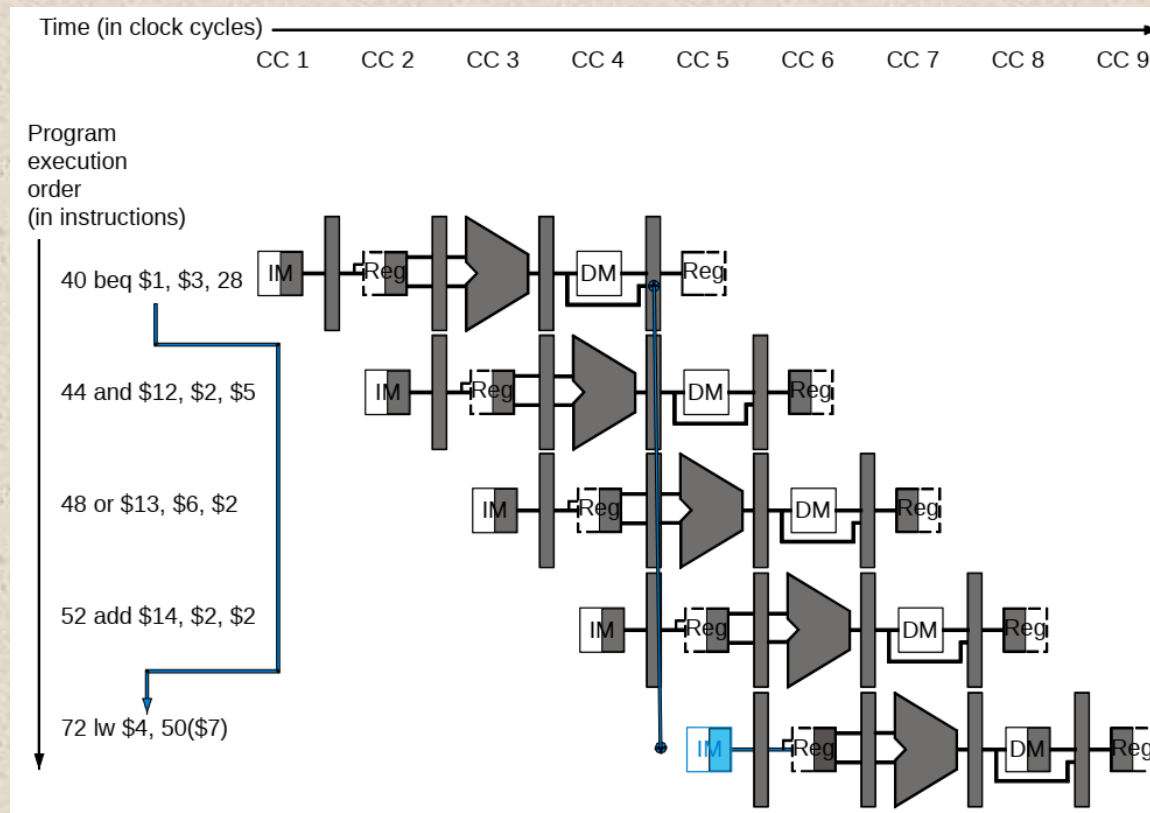 Time (in clock cycles)
CC 1 CC 2 CC 3 CC 4 CC 5 CC 6 CC 7 CC 8 CC 9
Program
execution
order
(in instructions)
40 beq $1, $3, 28
IM Reg DM Reg
44 and $12, $2, $5
IM Reg DM Reg
48 or $13, $6, $2
IM Reg DM Reg
52 add $14, $2, $2
IM Reg DM Reg
72 lw $4, 50($7)
IM Reg DM Reg